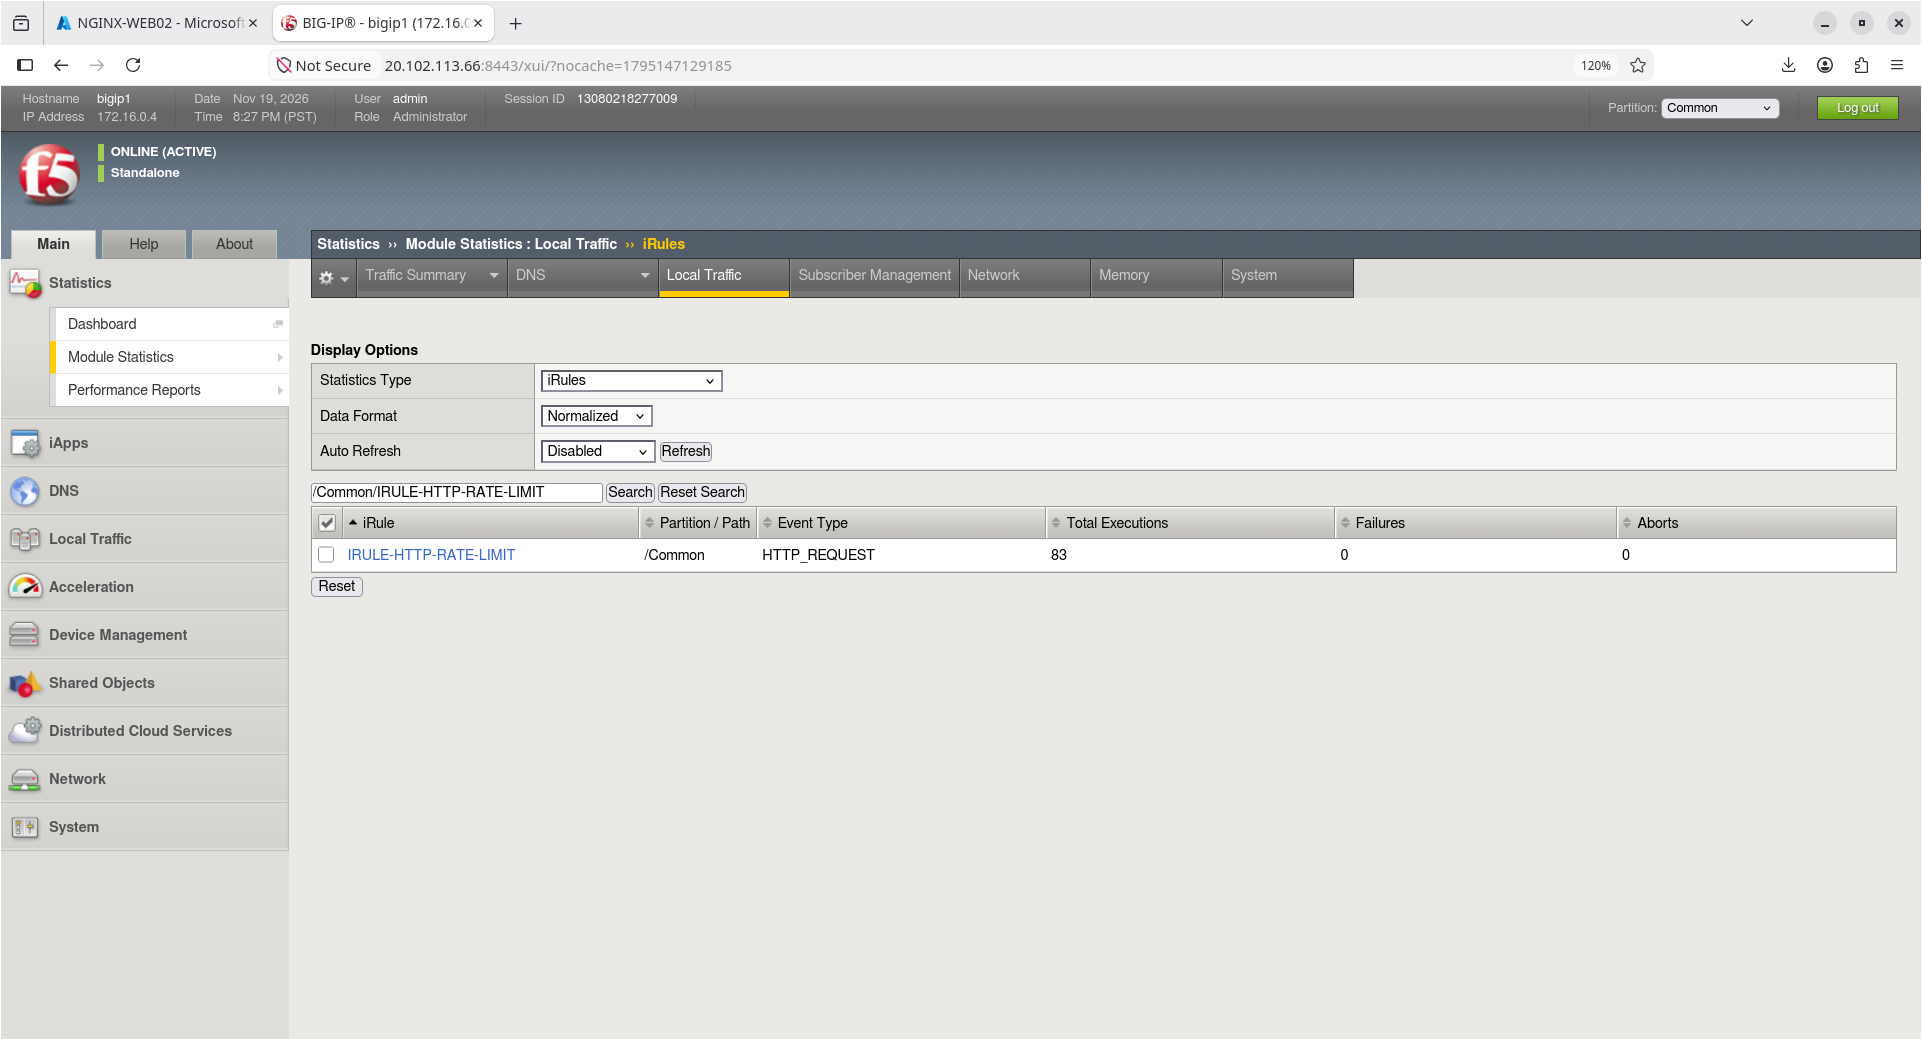 NGINX-WEB02 - Microsoft
BIG-IP® - bigip1 (172.16.0
Not Secure 20.102.113.66:8443/xui/?nocache=1795147129185 120%
Hostname bigip1 Date Nov 19, 2026 User admin Session ID 13080218277009
IP Address 172.16.0.4 Time 8:27 PM (PST) Role Administrator
Partition: Common Log out
f5
ONLINE (ACTIVE)
Standalone
Main Help About
Statistics ›› Module Statistics : Local Traffic ›› iRules
Traffic Summary DNS Local Traffic Subscriber Management Network Memory System
Statistics
Dashboard
Module Statistics
Performance Reports
iApps
DNS
Local Traffic
Acceleration
Device Management
Shared Objects
Distributed Cloud Services
Network
System
Display Options
Statistics Type iRules
Data Format Normalized
Auto Refresh Disabled Refresh
/Common/IRULE-HTTP-RATE-LIMIT Search Reset Search
iRule Partition / Path Event Type Total Executions Failures Aborts
IRULE-HTTP-RATE-LIMIT /Common HTTP_REQUEST 83 0 0
Reset